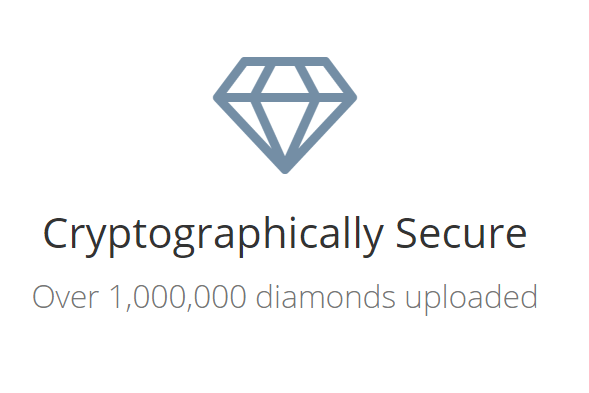 Cryptographically Secure
Over 1,000,000 diamonds uploaded